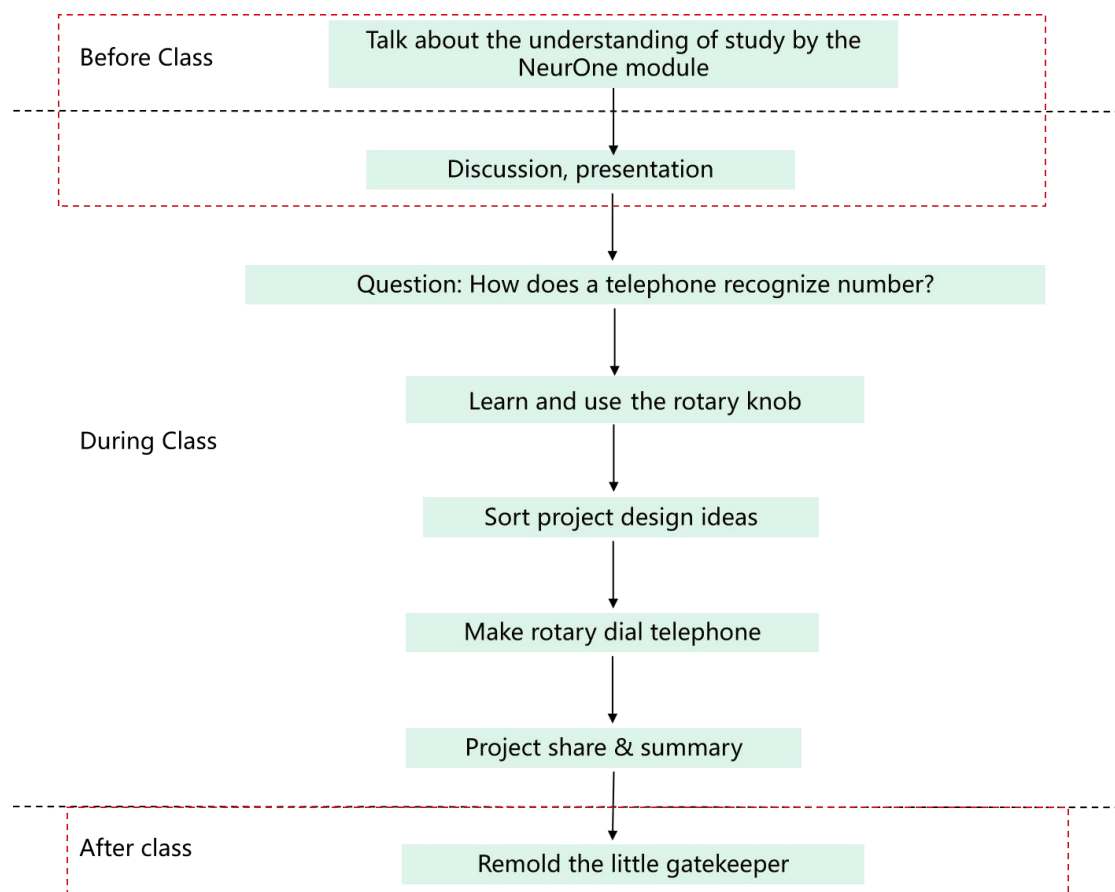 Before Class
Talk about the understanding of study by the
NeurOne module
Discussion, presentation
Question: How does a telephone recognize number?
Learn and use the rotary knob
During Class
Sort project design ideas
Make rotary dial telephone
Project share & summary
After class
Remold the little gatekeeper